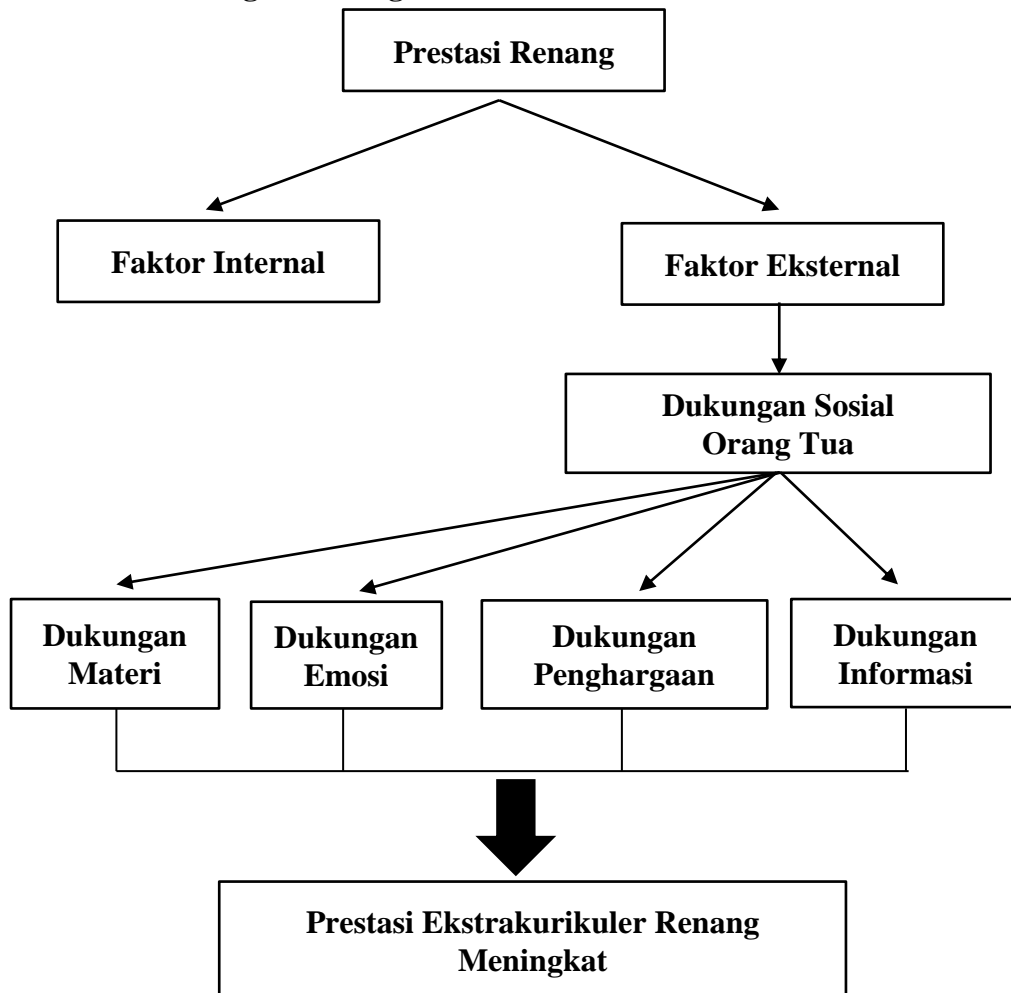 Prestasi Renang
Faktor Internal
Faktor Eksternal
Dukungan Sosial
Orang Tua
Dukungan
Materi
Dukungan
Emosi
Dukungan
Penghargaan
Dukungan
Informasi
Prestasi Ekstrakurikuler Renang
Meningkat